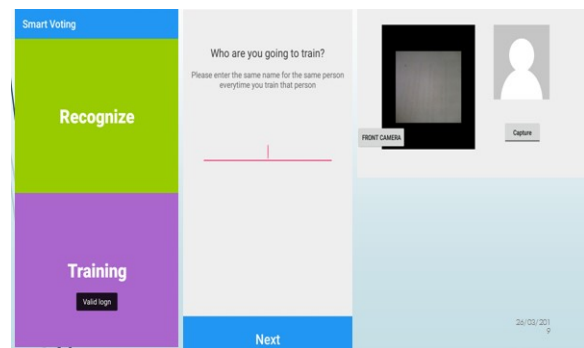 Smart Voting
Recognize
Training
Valid logn
Who are you going to train?
Please enter the same name for the same person
everytime you train that person
Next
FRONT CAMERA
Capture
26/03/201
9